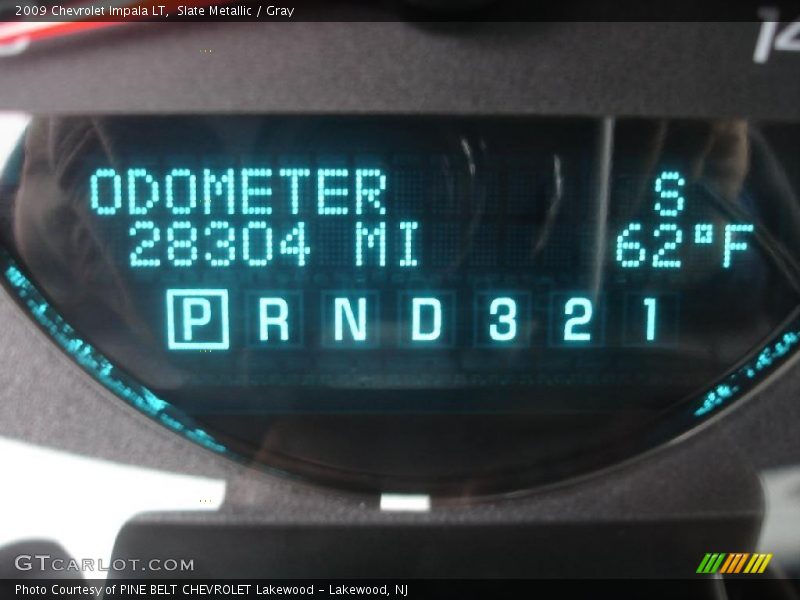 2009 Chevrolet Impala LT, Slate Metallic / Gray
14
ODOMETER S
28304 MI 62°F
P R N D 3 2 1
GTCARLOT.COM
Photo Courtesy of PINE BELT CHEVROLET Lakewood - Lakewood, NJ